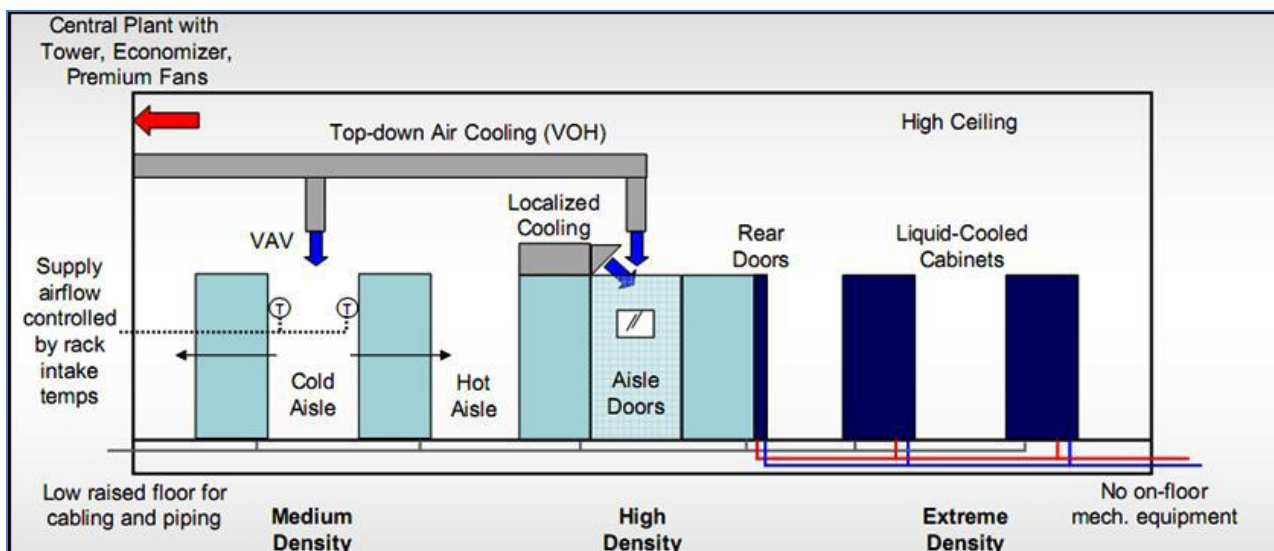 Central Plant with
Tower, Economizer,
Premium Fans
Top-down Air Cooling (VOH)
High Ceiling
VAV
Localized
Cooling
Rear
Doors
Liquid-Cooled
Cabinets
Supply
airflow
controlled
by rack
intake
temps
T
T
Cold
Aisle
Hot
Aisle
Aisle
Doors
Low raised floor for
cabling and piping
Medium
Density
High
Density
Extreme
Density
No on-floor
mech. equipment